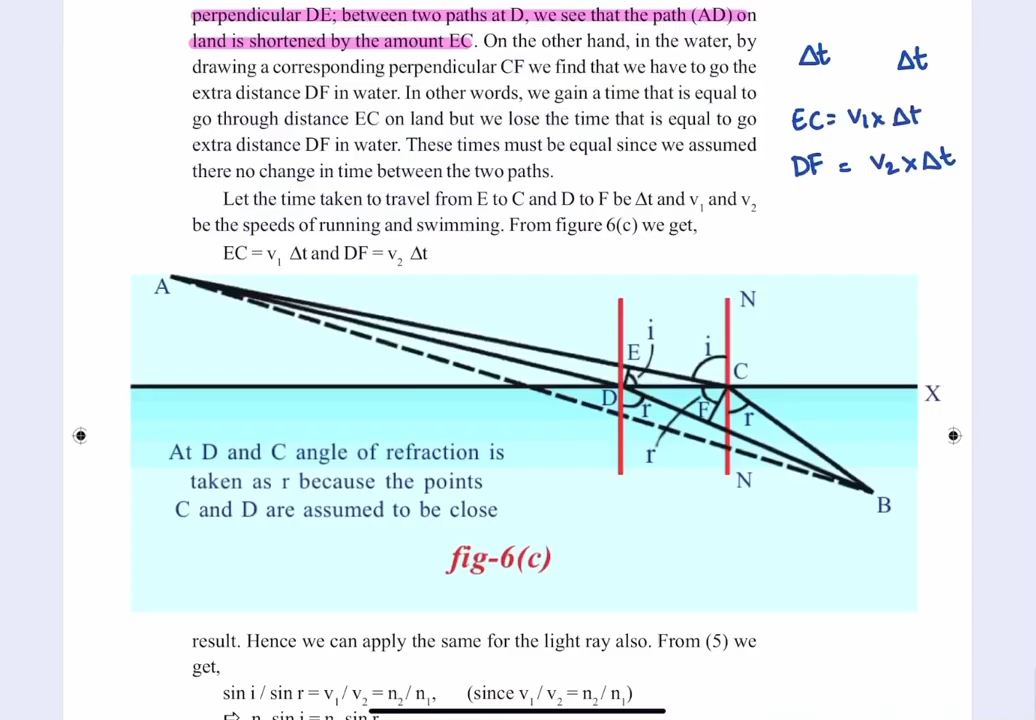 perpendicular DE; between two paths at D, we see that the path (AD) on
land is shortened by the amount EC. On the other hand, in the water, by
drawing a corresponding perpendicular CF we find that we have to go the
extra distance DF in water. In other words, we gain a time that is equal to
go through distance EC on land but we lose the time that is equal to go
extra distance DF in water. These times must be equal since we assumed
there no change in time between the two paths.
Let the time taken to travel from E to C and D to F be Δt and v₁ and v₂
be the speeds of running and swimming. From figure 6(c) we get,
EC = v₁ Δt and DF = v₂ Δt
Δt Δt
EC = v₁ x Δt
DF = v₂ x Δt
A
N
i
E
i
C
X
D
r
F
r
r
N
B
At D and C angle of refraction is
taken as r because the points
C and D are assumed to be close
fig-6(c)
result. Hence we can apply the same for the light ray also. From (5) we
get,
sin i / sin r = v₁ / v₂ = n₂ / n₁, (since v₁ / v₂ = n₂ / n₁)